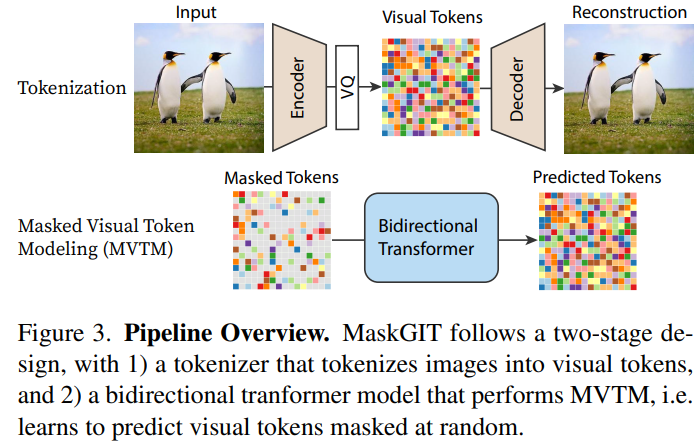 Input
Visual Tokens
Reconstruction
Tokenization
Encoder
VQ
Decoder
Masked Tokens
Predicted Tokens
Masked Visual Token
Modeling (MVTM)
Bidirectional
Transformer
Figure 3. Pipeline Overview. MaskGIT follows a two-stage de-
sign, with 1) a tokenizer that tokenizes images into visual tokens,
and 2) a bidirectional tranformer model that performs MVTM, i.e.
learns to predict visual tokens masked at random.